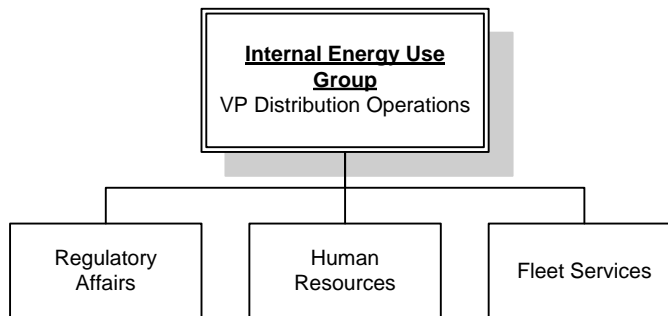 Internal Energy Use
Group
VP Distribution Operations
Regulatory
Affairs
Human
Resources
Fleet Services